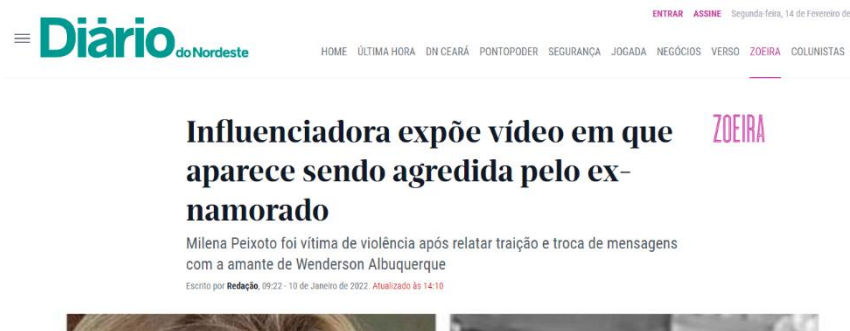 ENTRAR ASSINE Segunda-feira, 14 de Fevereiro de
Diário do Nordeste
HOME ÚLTIMA HORA DN CEARÁ PONTOPODER SEGURANÇA JOGADA NEGÓCIOS VERSO ZOEIRA COLUNISTAS
Influenciadora expõe vídeo em que
aparece sendo agredida pelo ex-
namorado
ZOEIRA
Milena Peixoto foi vítima de violência após relatar traição e troca de mensagens
com a amante de Wenderson Albuquerque
Escrito por Redação, 09:22 - 10 de Janeiro de 2022. Atualizado às 14:10